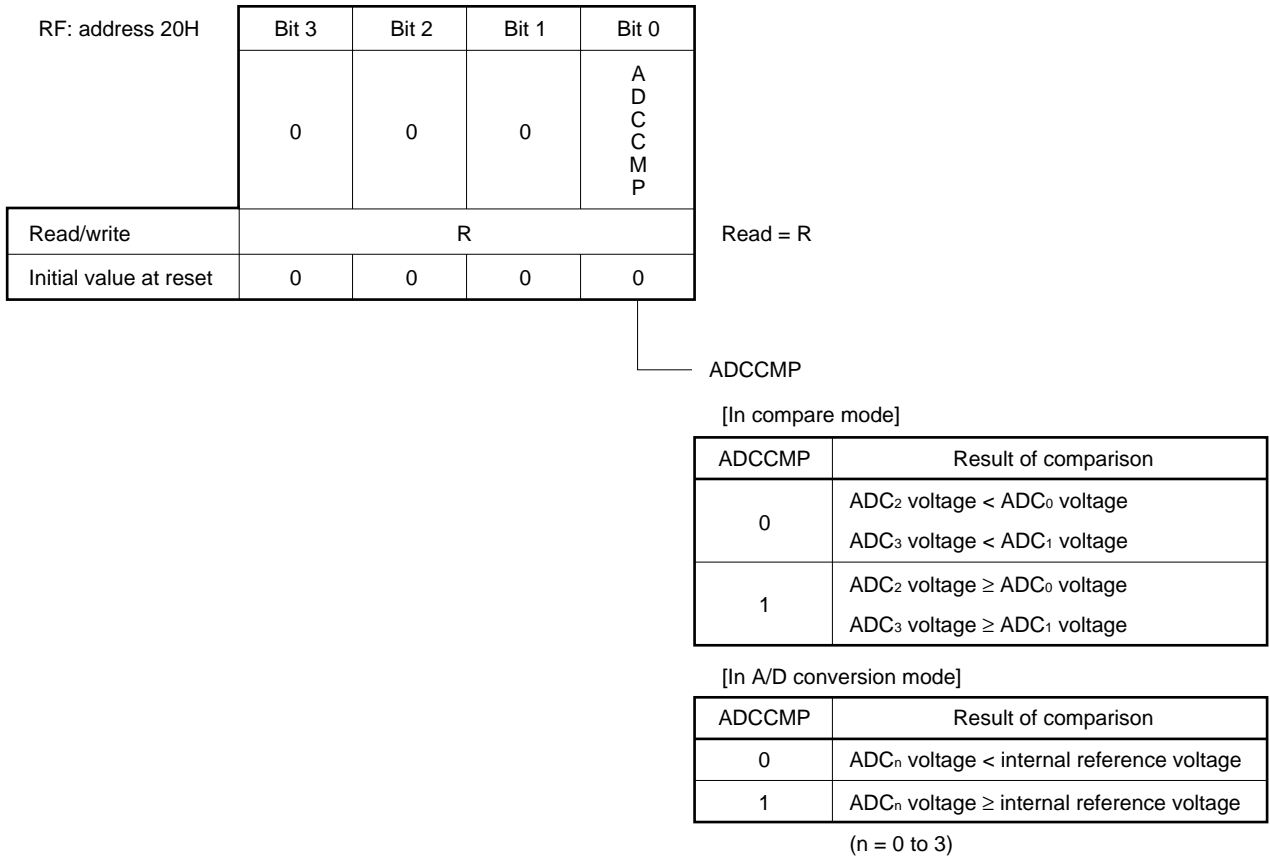 RF: address 20H Bit 3 Bit 2 Bit 1 Bit 0
0 0 0 ADCCMP
Read/write R Read = R
Initial value at reset 0 0 0 0
ADCCMP
[In compare mode]
ADCCMP Result of comparison
0 ADC₂ voltage < ADC₀ voltage
ADC₃ voltage < ADC₁ voltage
1 ADC₂ voltage ≥ ADC₀ voltage
ADC₃ voltage ≥ ADC₁ voltage
[In A/D conversion mode]
ADCCMP Result of comparison
0 ADCₙ voltage < internal reference voltage
1 ADCₙ voltage ≥ internal reference voltage
(n = 0 to 3)